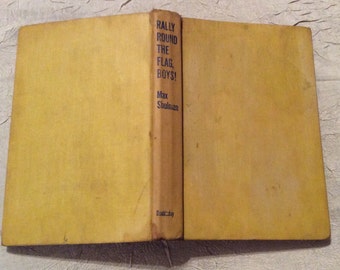 RALLY
ROUND
THE
FLAG,
BOYS!
Max
Shulman
Doubleday